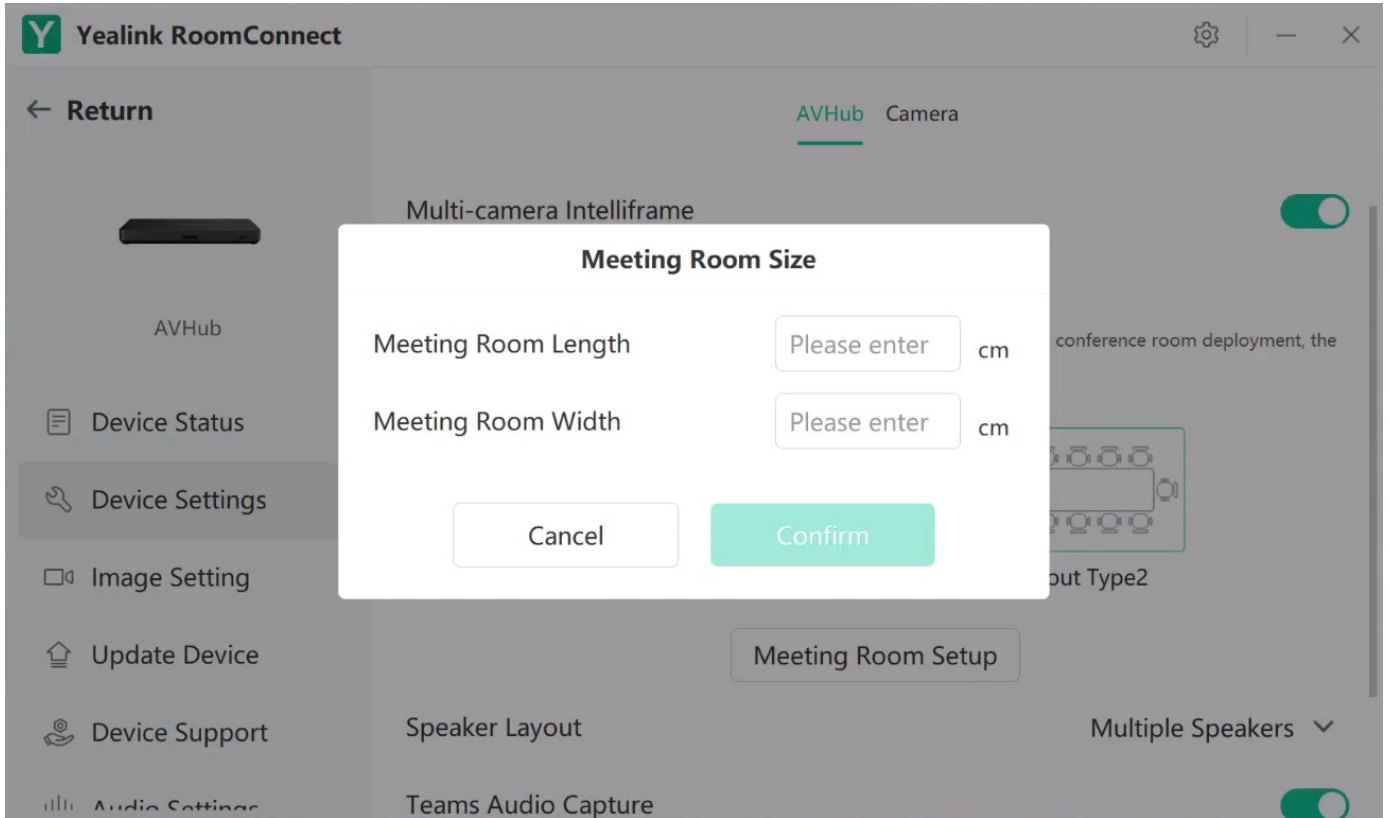 Yealink RoomConnect
Return
AVHub Camera
Multi-camera Intelliframe
Meeting Room Size
AVHub
Meeting Room Length Please enter cm
conference room deployment, the
Meeting Room Width Please enter cm
Device Status
Device Settings
Cancel Confirm
Image Setting
out Type2
Update Device
Meeting Room Setup
Device Support
Speaker Layout Multiple Speakers
Audio Settings
Teams Audio Capture